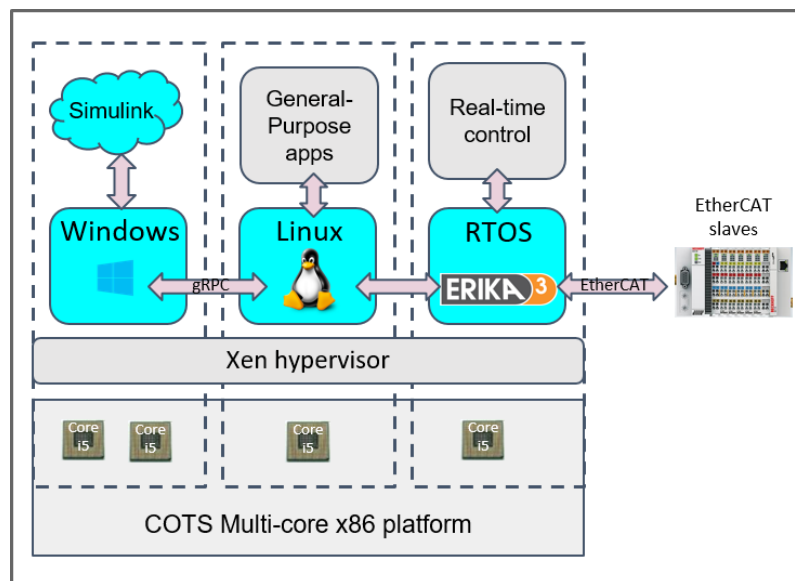 Simulink
General-
Purpose
apps
Real-time
control
Windows
Linux
RTOS
EtherCAT
slaves
gRPC
ERIKA 3
EtherCAT
Xen hypervisor
Core
i5
Core
i5
Core
i5
Core
i5
COTS Multi-core x86 platform